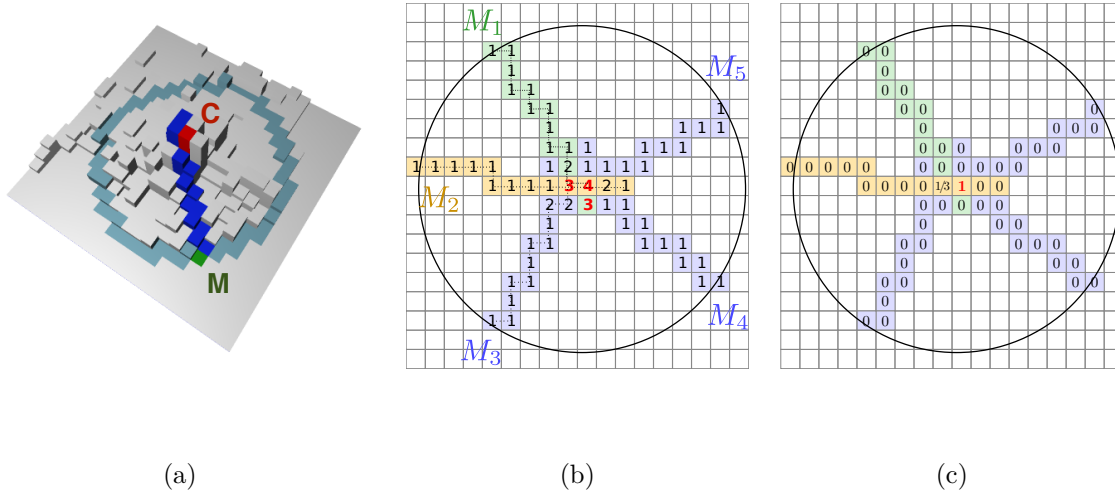 C
M
M₁
1 1
1
1 1
M₅
1 1 1
1 1 1 1
1 1 1 1 1 1
1 1 1 1 1 2 1 1 1 1
1 1 1 1 3 4 2 1
M₂
2 2 3 1 1
1 1 1
1 1 1 1 1
1 1 1
1 1 1 1
1
M₄
1 1
M₃
0 0
0
0 0
0 0 0
0 0 0 0
0 0 0 0 0 0
0 0 0 0 0 0 0 0 0 0
0 0 0 0 1/3 1 0 0
0 0 0 0 0
0 0 0
0 0 0 0 0
0 0 0
0 0 0 0
0
0 0
(a)
(b)
(c)